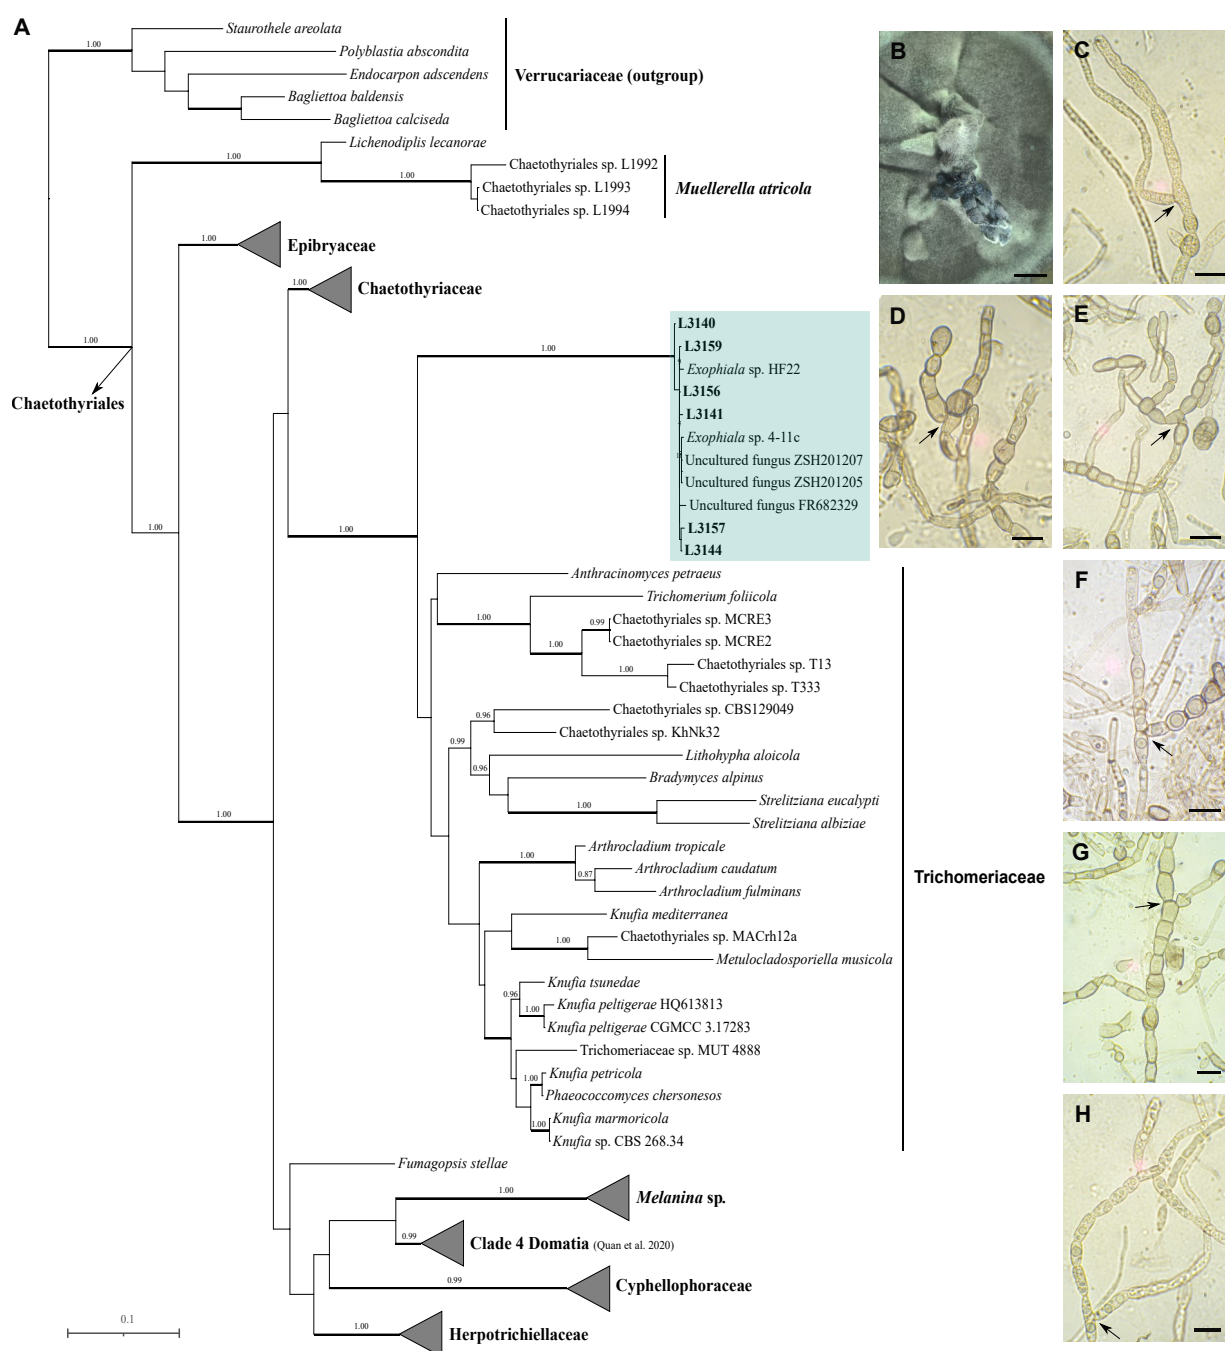 A
1.00
Staurothele areolata
Polyblastia abscondita
Endocarpon adscendens
Bagliettoa baldensis
Bagliettoa calciseda
Verrucariaceae (outgroup)
1.00
Lichenodiplis lecanorae
1.00
Chaetothyriales sp. L1992
Chaetothyriales sp. L1993
Chaetothyriales sp. L1994
Muellerella atricola
1.00
Epibryaceae
1.00
Chaetothyriaceae
1.00
Chaetothyriales
1.00
L3140
L3159
Exophiala sp. HF22
L3156
L3141
Exophiala sp. 4-11c
Uncultured fungus ZSH201207
Uncultured fungus ZSH201205
Uncultured fungus FR682329
L3157
L3144
1.00
1.00
Anthracinomyces petraeus
1.00
Trichomerium foliicola
0.99
Chaetothyriales sp. MCRE3
1.00
Chaetothyriales sp. MCRE2
1.00
Chaetothyriales sp. T13
Chaetothyriales sp. T333
0.96
Chaetothyriales sp. CBS129049
0.99
Chaetothyriales sp. KhNk32
0.96
Lithohypha aloicola
Bradymyces alpinus
1.00
Strelitziana eucalypti
1.00
Strelitziana albiziae
1.00
Arthrocladium tropicale
0.87
Arthrocladium caudatum
Arthrocladium fulminans
Trichomeriaceae
Knufia mediterranea
1.00
Chaetothyriales sp. MACrh12a
Metulocladosporiella musicola
0.96
Knufia tsunedae
1.00
Knufia peltigerae HQ613813
Knufia peltigerae CGMCC 3.17283
Trichomeriaceae sp. MUT 4888
1.00
Knufia petricola
Phaeococcomyces chersonesos
1.00
Knufia marmoricola
Knufia sp. CBS 268.34
Fumagopsis stellae
1.00
Melanina sp.
0.99
Clade 4 Domatia (Quan et al. 2020)
0.99
Cyphellophoraceae
1.00
Herpotrichiellaceae
0.1
B
C
D
E
F
G
H